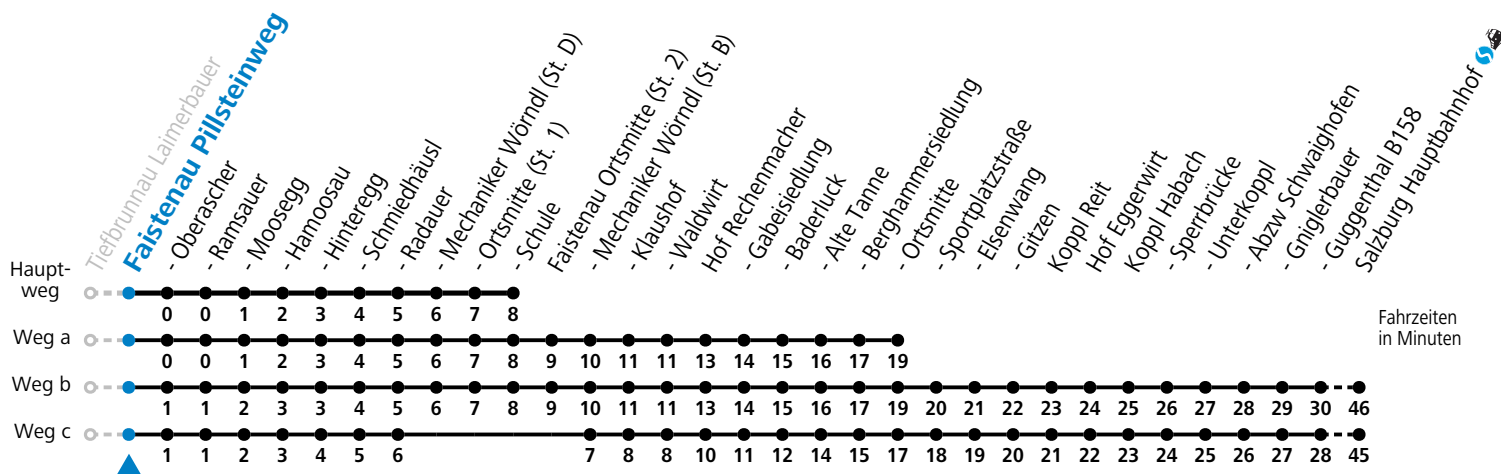 Tiefbrunnau Laimerbauer
Faistenau Pillsteinweg
- Oberascher
- Ramsauer
- Moosegg
- Hamoosau
- Hinteregg
- Schmiedhäusl
- Radauer
- Mechaniker Wörndl (St. D)
- Ortsmitte (St. 1)
- Schule
Faistenau Ortsmitte (St. 2)
- Mechaniker Wörndl (St. B)
- Klaushof
- Waldwirt
Hof Rechenmacher
- Gabeisiedlung
- Baderluck
- Alte Tanne
- Berghammersiedlung
- Ortsmitte
- Sportplatzstraße
- Elsenwang
- Gitzen
Koppl Reit
Hof Eggerwirt
Koppl Habach
- Sperrbrücke
- Unterkoppl
- Abzw Schwaighofen
- Gniglerbauer
- Guggenthal B158
Salzburg Hauptbahnhof
Haupt-
weg
0 0 1 2 3 4 5 6 7 8
Fahrzeiten
in Minuten
Weg a
0 0 1 2 3 4 5 6 7 8 9 10 11 11 13 14 15 16 17 19
Weg b
1 1 2 3 3 4 5 6 7 8 9 10 11 11 13 14 15 16 17 19 20 21 22 23 24 25 26 27 28 29 30 46
Weg c
1 1 2 3 4 5 6 7 8 8 10 11 12 14 15 17 18 19 20 21 22 23 24 25 26 27 28 45